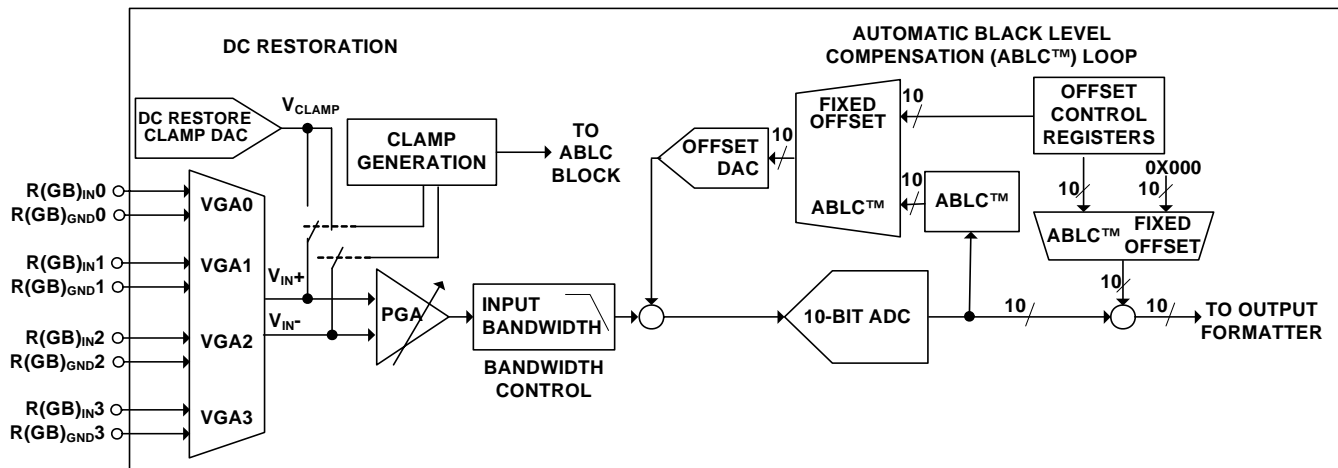 DC RESTORATION
AUTOMATIC BLACK LEVEL
COMPENSATION (ABLC™) LOOP
DC RESTORE
CLAMP DAC
VCLAMP
CLAMP
GENERATION
TO
ABLC
BLOCK
OFFSET
DAC
10
FIXED
OFFSET
ABLC™
10
10
ABLC™
OFFSET
CONTROL
REGISTERS
10
0X000
10
ABLC™
FIXED
OFFSET
10
R(GB)IN0
R(GB)GND0
R(GB)IN1
R(GB)GND1
R(GB)IN2
R(GB)GND2
R(GB)IN3
R(GB)GND3
VGA0
VGA1
VGA2
VGA3
VIN+
VIN-
PGA
INPUT
BANDWIDTH
BANDWIDTH
CONTROL
10-BIT ADC
10
10
TO OUTPUT
FORMATTER